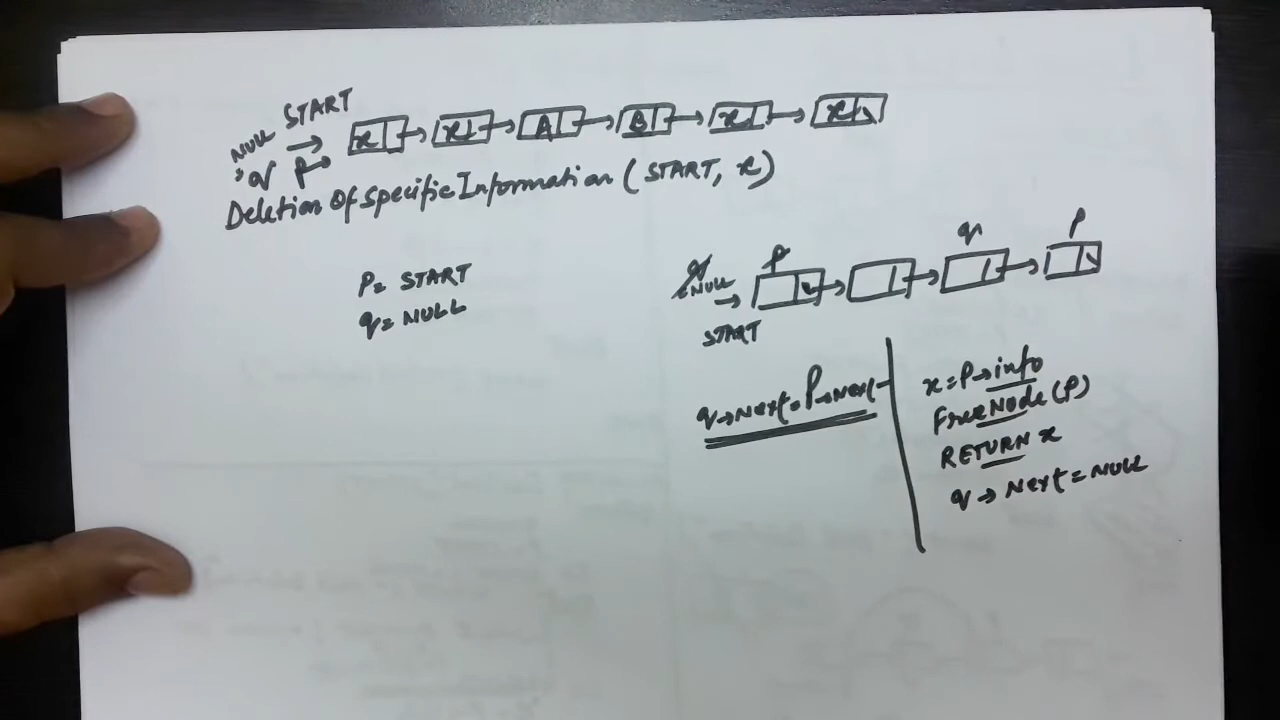 START
NULL
q P
x x A B x x
Deletion Of Specific Information (START, x)
P= START
q= NULL
q P
q P
NULL
START
q→Next=P→Next
x=P→info
FreeNode(P)
RETURN x
q→Next=NULL